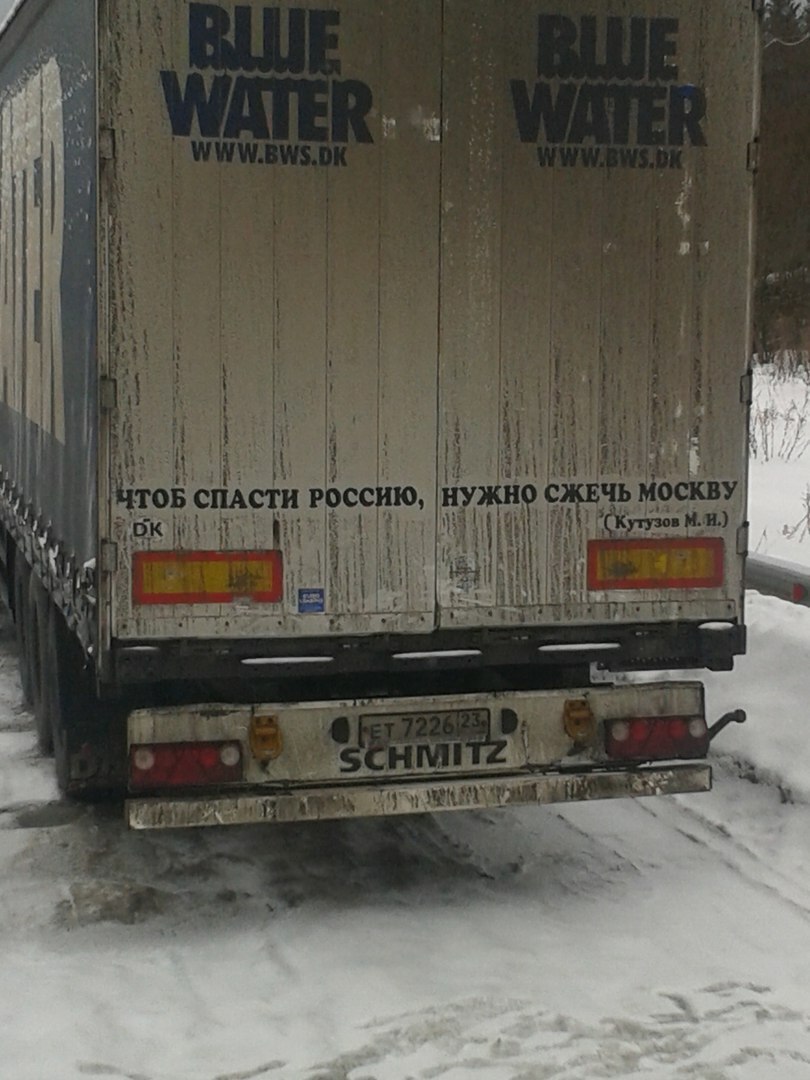 BLUE
WATER
WWW.BWS.DK
BLUE
WATER
WWW.BWS.DK
ЧТОБ СПАСТИ РОССИЮ, НУЖНО СЖЕЧЬ МОСКВУ
(Кутузов М. И.)
DK
ЕТ 7226 23
SCHMITZ